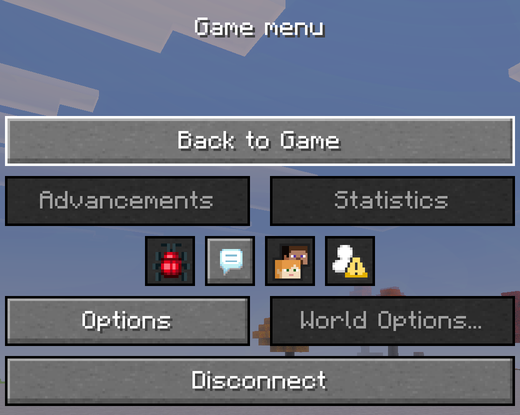 Game menu
Back to Game
Advancements
Statistics
Options
World Options...
Disconnect